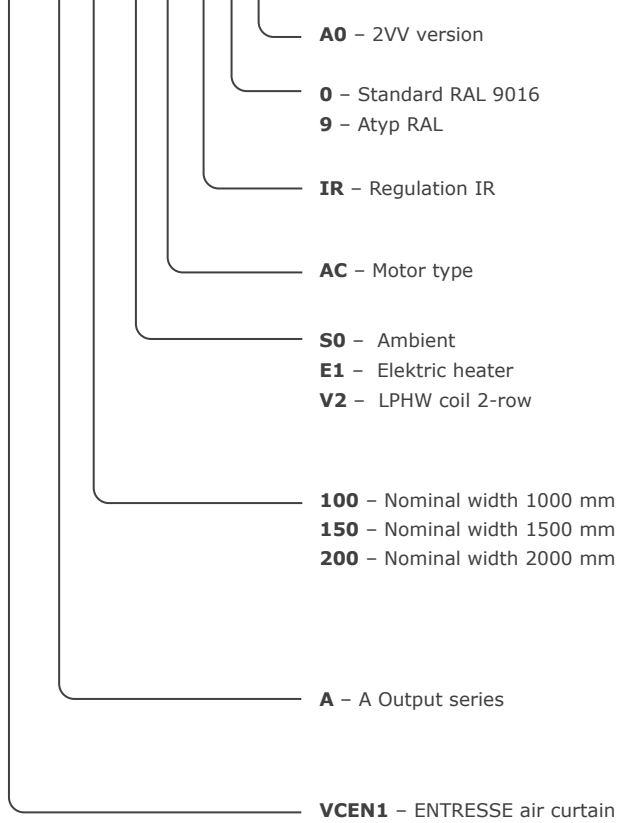 A0 – 2VV version
0 – Standard RAL 9016
9 – Atyp RAL
IR – Regulation IR
AC – Motor type
S0 – Ambient
E1 – Elektric heater
V2 – LPHW coil 2-row
100 – Nominal width 1000 mm
150 – Nominal width 1500 mm
200 – Nominal width 2000 mm
A – A Output series
VCEN1 – ENTRESSE air curtain